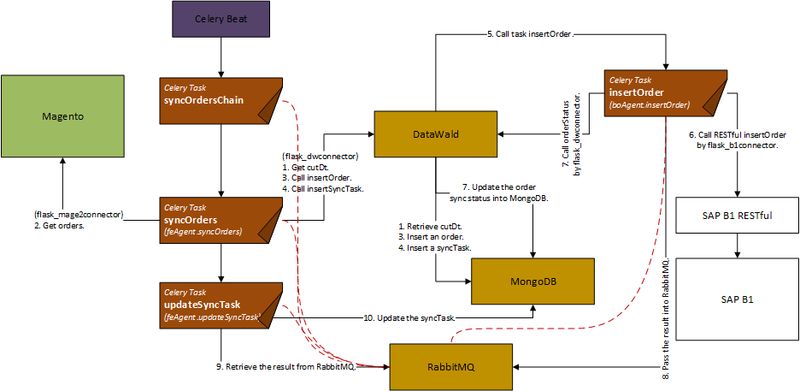 Celery Beat
5. Call task insertOrder.
Celery Task
syncOrdersChain
Magento
DataWald
Celery Task
insertOrder
(boAgent.insertOrder)
7. Call orderStatus
by flask_dwconnector.
6. Call RESTful insertOrder
by flask_b1connector.
(flask_dwconnector)
1. Get cutDt.
3. Call insertOrder.
4. Call insertSyncTask.
7. Update the order
sync status into MongoDB.
(flask_mage2connector)
2. Get orders.
Celery Task
syncOrders
(feAgent.syncOrders)
1. Retrieve cutDt.
3. Insert an order.
4. Insert a syncTask.
SAP B1 RESTful
MongoDB
SAP B1
Celery Task
updateSyncTask
(feAgent.updateSyncTask)
10. Update the syncTask.
8. Pass the result into RabbitMQ.
9. Retrieve the result from RabbitMQ.
RabbitMQ